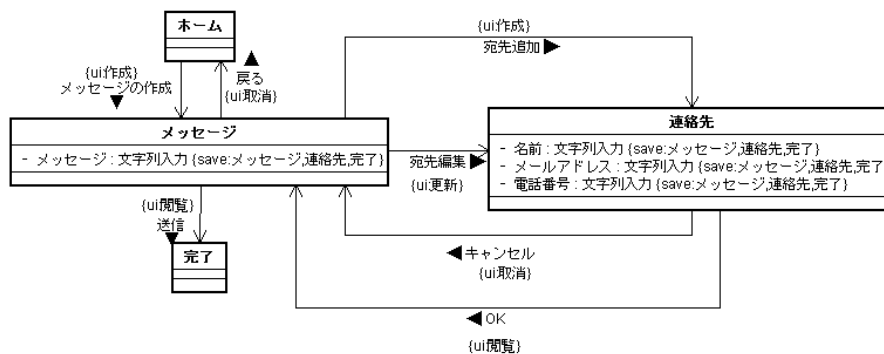 ホーム
{ui作成}
メッセージの作成
戻る
{ui取消}
{ui作成}
宛先追加
メッセージ
- メッセージ : 文字列入力 {save:メッセージ,連絡先,完了}
宛先編集
{ui更新}
連絡先
- 名前 : 文字列入力 {save:メッセージ,連絡先,完了}
- メールアドレス : 文字列入力 {save:メッセージ,連絡先,完了
- 電話番号 : 文字列入力 {save:メッセージ,連絡先,完了}
{ui閲覧}
送信
完了
キャンセル
{ui取消}
OK
{ui閲覧}